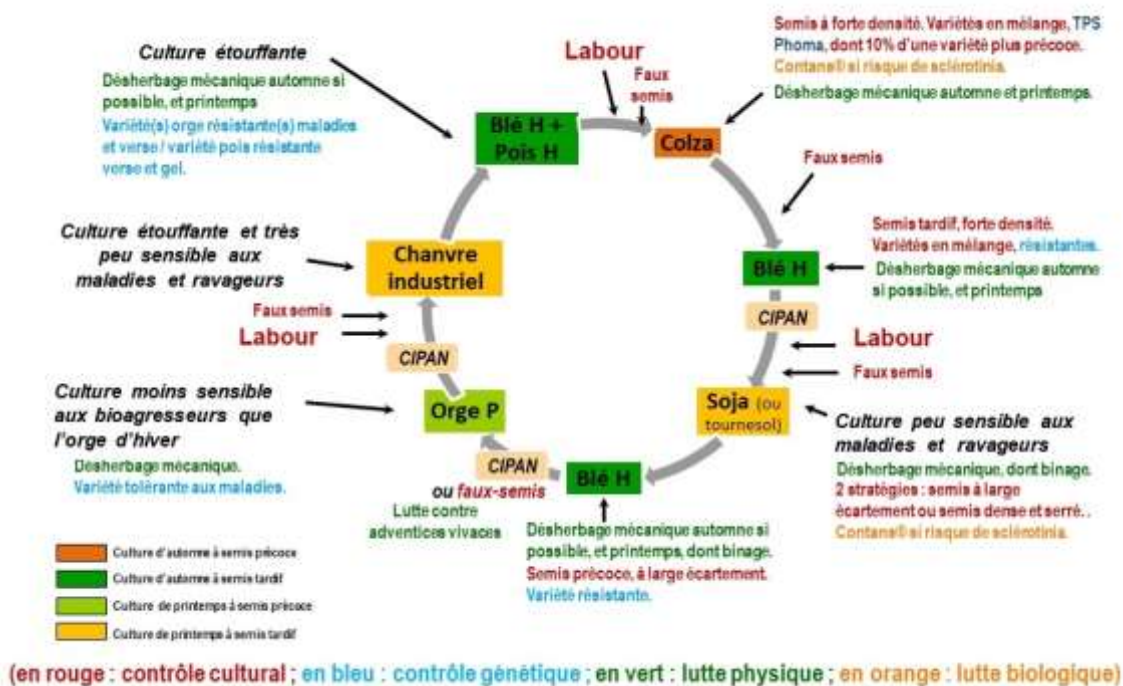 Culture étouffante
Désherbage mécanique automne si
possible, et printemps
Variété(s) orge résistante(s) maladies
et verse / variété pois résistante
verse et gel.
Labour
Faux
semis
Semis à forte densité. Variétés en mélange, TPS
Phoma, dont 10% d'une variété plus précoce.
Contans® si risque de sclérotinia.
Désherbage mécanique automne et printemps.
Blé H +
Pois H
Colza
Faux semis
Culture étouffante et très
peu sensible aux
maladies et ravageurs
Chanvre
industriel
Semis tardif, forte densité.
Variétés en mélange, résistantes.
Blé H
Désherbage mécanique automne
si possible, et printemps
Faux semis
Labour
CIPAN
CIPAN
Labour
Faux semis
Culture moins sensible
aux bioagresseurs que
l'orge d'hiver
Désherbage mécanique.
Variété tolérante aux maladies.
Orge P
Soja (ou
tournesol)
Culture peu sensible aux
maladies et ravageurs
Désherbage mécanique, dont binage.
2 stratégies : semis à large
écartement ou semis dense et serré. .
Contans® si risque de sclérotinia.
CIPAN
ou faux-semis
Lutte contre
adventices vivaces
Blé H
Désherbage mécanique automne si
possible, et printemps, dont binage.
Semis précoce, à large écartement.
Variété résistante.
Culture d'automne à semis précoce
Culture d'automne à semis tardif
Culture de printemps à semis précoce
Culture de printemps à semis tardif
(en rouge : contrôle cultural ; en bleu : contrôle génétique ; en vert : lutte physique ; en orange : lutte biologique)